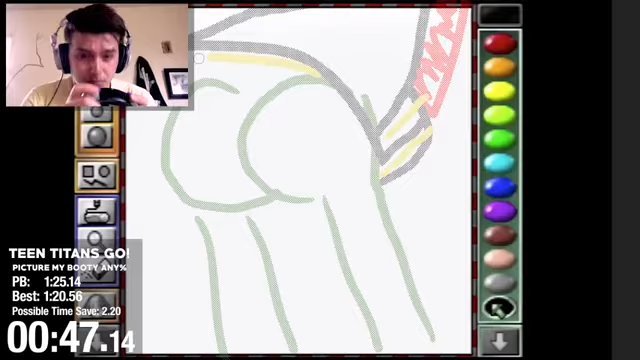 TEEN TITANS GO!
PICTURE MY BOOTY ANY%
PB: 1:25.14
Best: 1:20.56
Possible Time Save: 2.20
00:47.14